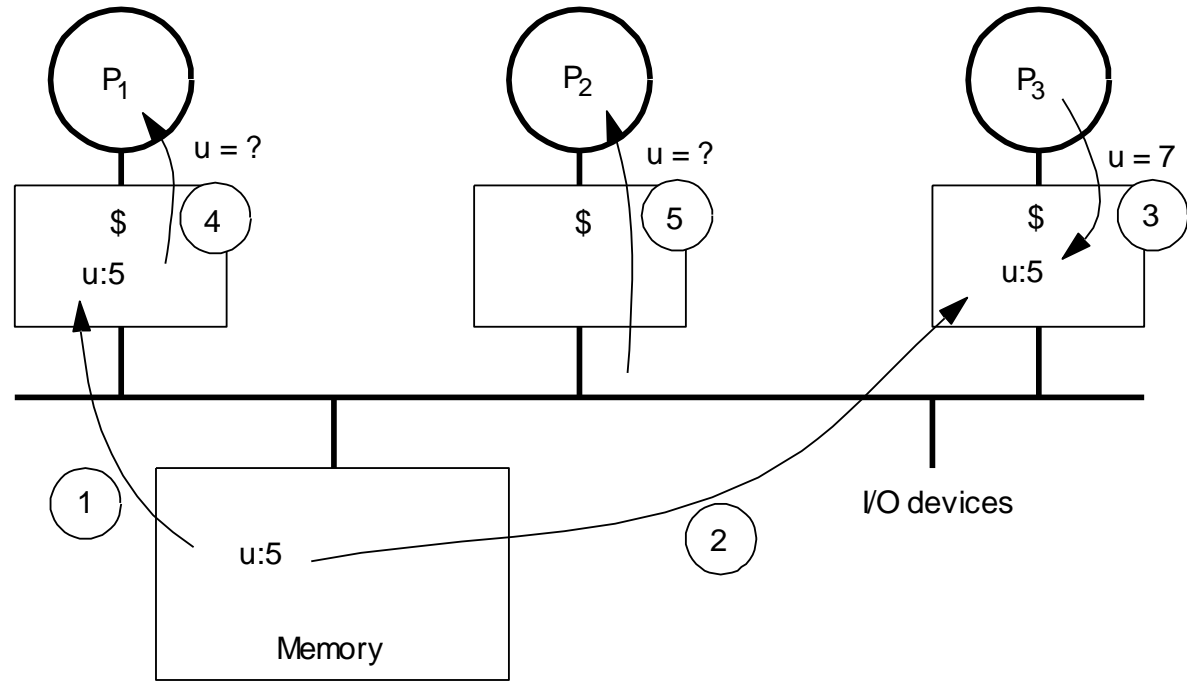 P1
P2
P3
u = ?
u = ?
u = 7
$
4
$
5
$
3
u:5
u:5
1
I/O devices
2
u:5
Memory